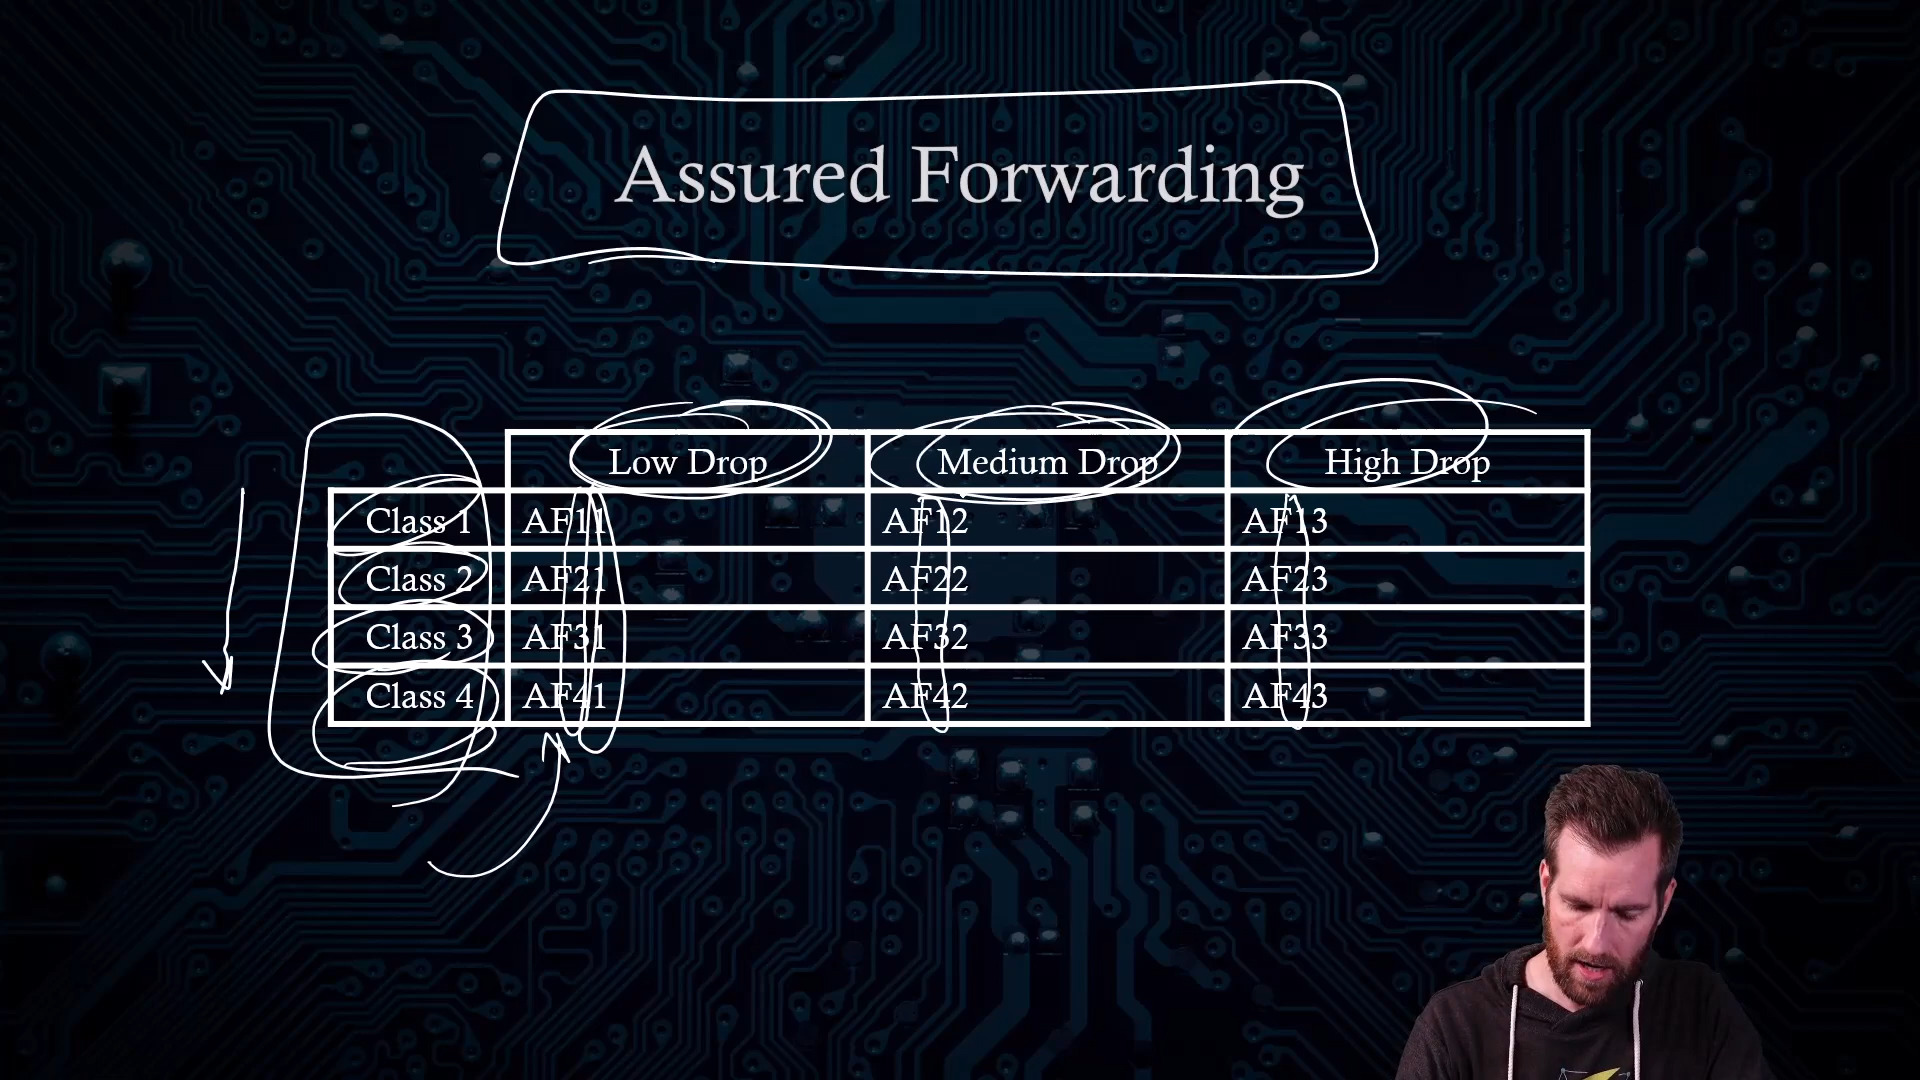 Assured Forwarding
Low Drop Medium Drop High Drop
Class 1 AF11 AF12 AF13
Class 2 AF21 AF22 AF23
Class 3 AF31 AF32 AF33
Class 4 AF41 AF42 AF43